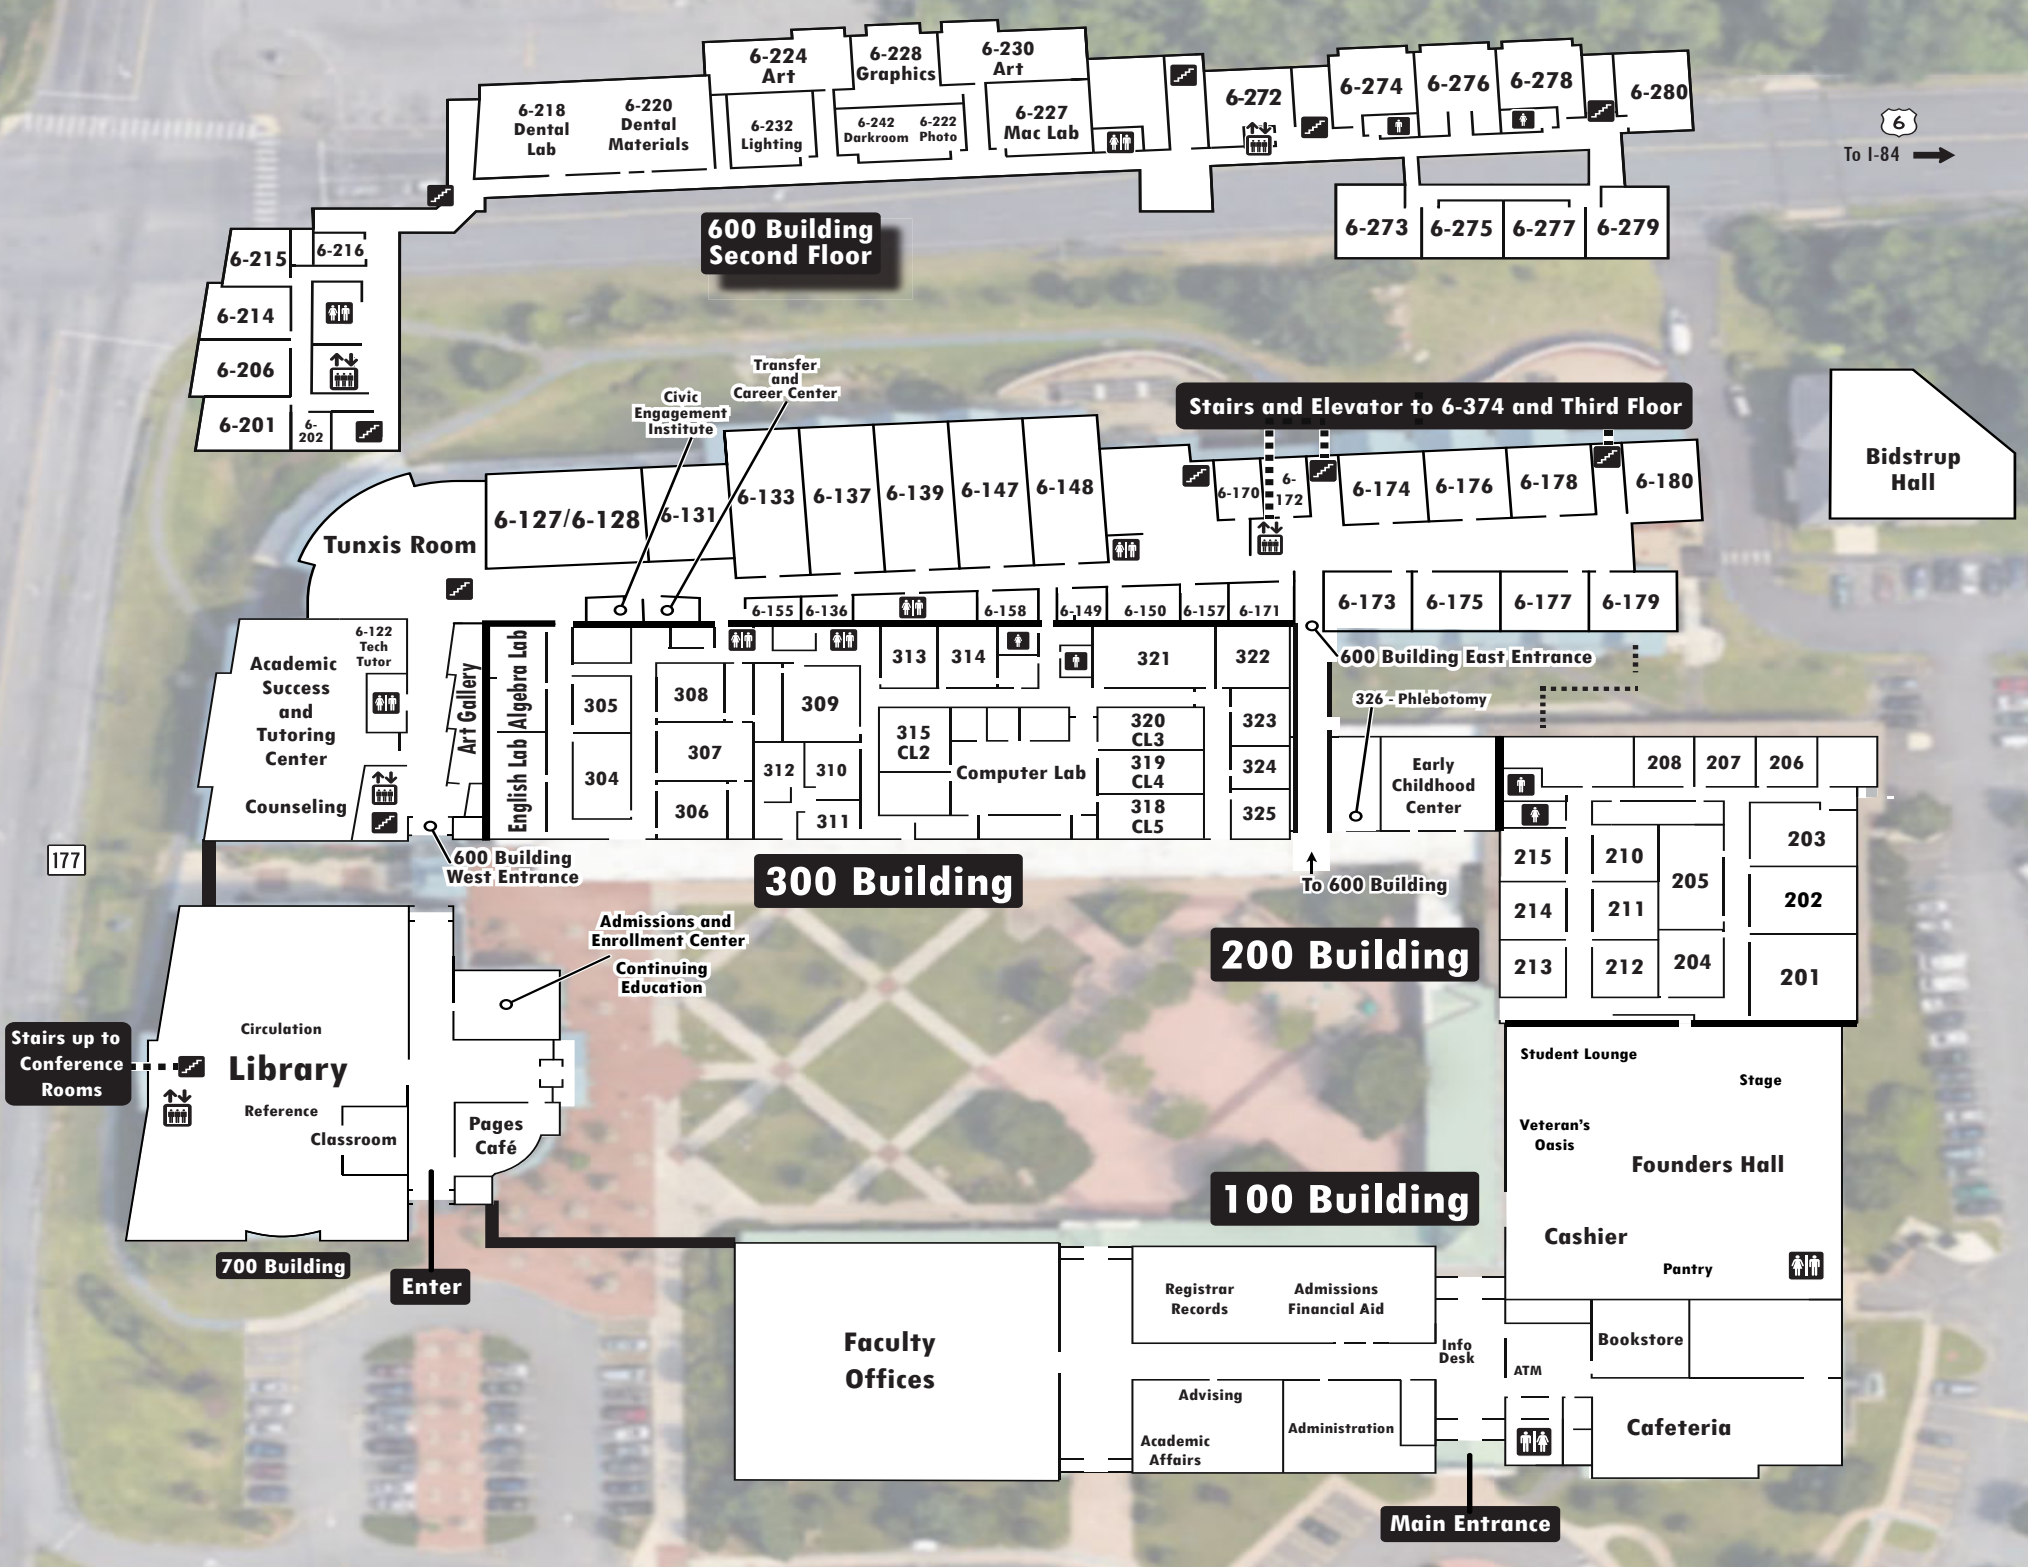 6-224
Art
6-228
Graphics
6-230
Art
6-218
Dental
Lab
6-220
Dental
Materials
6-232
Lighting
6-242
Darkroom
6-222
Photo
6-227
Mac Lab
6-272
6-274
6-276
6-278
6-280
6
To I-84
6-273
6-275
6-277
6-279
600 Building
Second Floor
6-215
6-216
6-214
6-206
6-201
6-
202
Transfer
and
Career Center
Civic
Engagement
Institute
Stairs and Elevator to 6-374 and Third Floor
Bidstrup
Hall
Tunxis Room
6-127/6-128
6-131
6-133
6-137
6-139
6-147
6-148
6-170
6-
172
6-174
6-176
6-178
6-180
6-155
6-136
6-158
6-149
6-150
6-157
6-171
6-173
6-175
6-177
6-179
600 Building East Entrance
6-122
Tech
Tutor
Academic
Success
and
Tutoring
Center
Counseling
Art Gallery
Algebra Lab
English Lab
305
304
308
307
306
309
312
310
311
313
314
315
CL2
Computer Lab
321
322
320
CL3
319
CL4
318
CL5
323
324
325
326 - Phlebotomy
Early
Childhood
Center
208
207
206
203
202
201
215
214
213
210
211
212
205
204
177
600 Building
West Entrance
300 Building
To 600 Building
200 Building
Admissions and
Enrollment Center
Continuing
Education
Stairs up to
Conference
Rooms
Circulation
Library
Reference
Classroom
Pages
Café
700 Building
Enter
Student Lounge
Stage
Veteran's
Oasis
Founders Hall
Cashier
Pantry
100 Building
Faculty
Offices
Registrar
Records
Admissions
Financial Aid
Info
Desk
ATM
Bookstore
Advising
Academic
Affairs
Administration
Cafeteria
Main Entrance